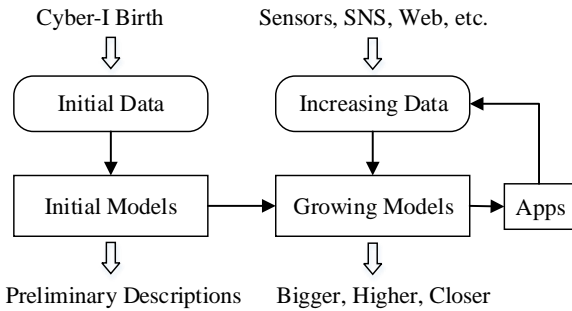 Cyber-I Birth
Sensors, SNS, Web, etc.
Initial Data
Increasing Data
Initial Models
Growing Models
Apps
Preliminary Descriptions
Bigger, Higher, Closer